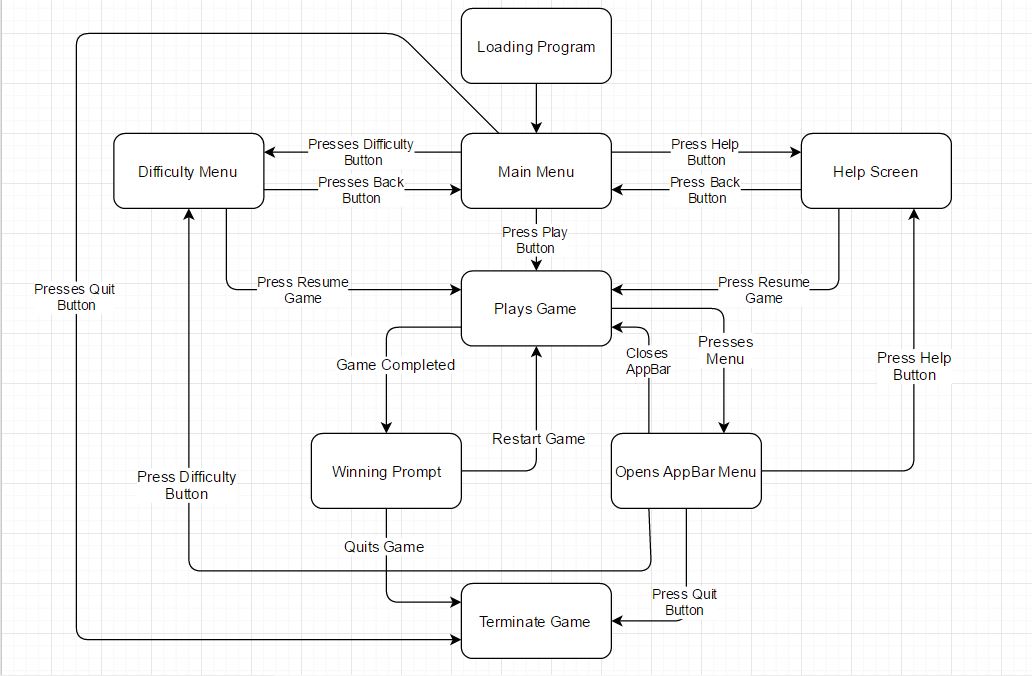 Loading Program
Presses Difficulty
Button
Press Help
Button
Difficulty Menu
Main Menu
Help Screen
Presses Back
Button
Press Back
Button
Press Play
Button
Presses Quit
Button
Press Resume
Game
Plays Game
Press Resume
Game
Game Completed
Closes
AppBar
Presses
Menu
Press Help
Button
Restart Game
Press Difficulty
Button
Winning Prompt
Opens AppBar Menu
Quits Game
Press Quit
Button
Terminate Game